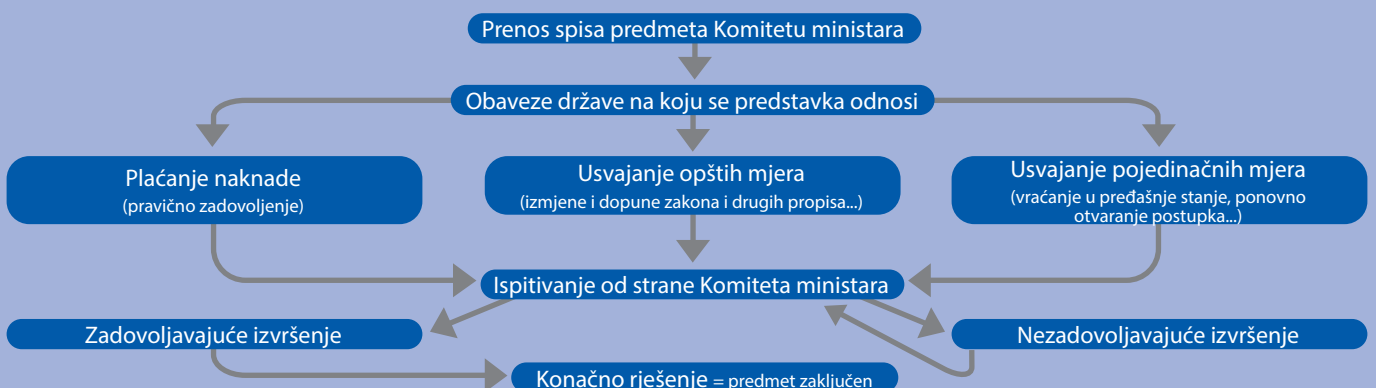 Prenos spisa predmeta Komitetu ministara
Obaveze države na koju se predstavka odnosi
Plaćanje naknade
(pravično zadovoljenje)
Usvajanje opštih mjera
(izmjene i dopune zakona i drugih propisa...)
Usvajanje pojedinačnih mjera
(vraćanje u pređašnje stanje, ponovno
otvaranje postupka...)
Ispitivanje od strane Komiteta ministara
Zadovoljavajuće izvršenje
Nezadovoljavajuće izvršenje
Konačno rješenje = predmet zaključen